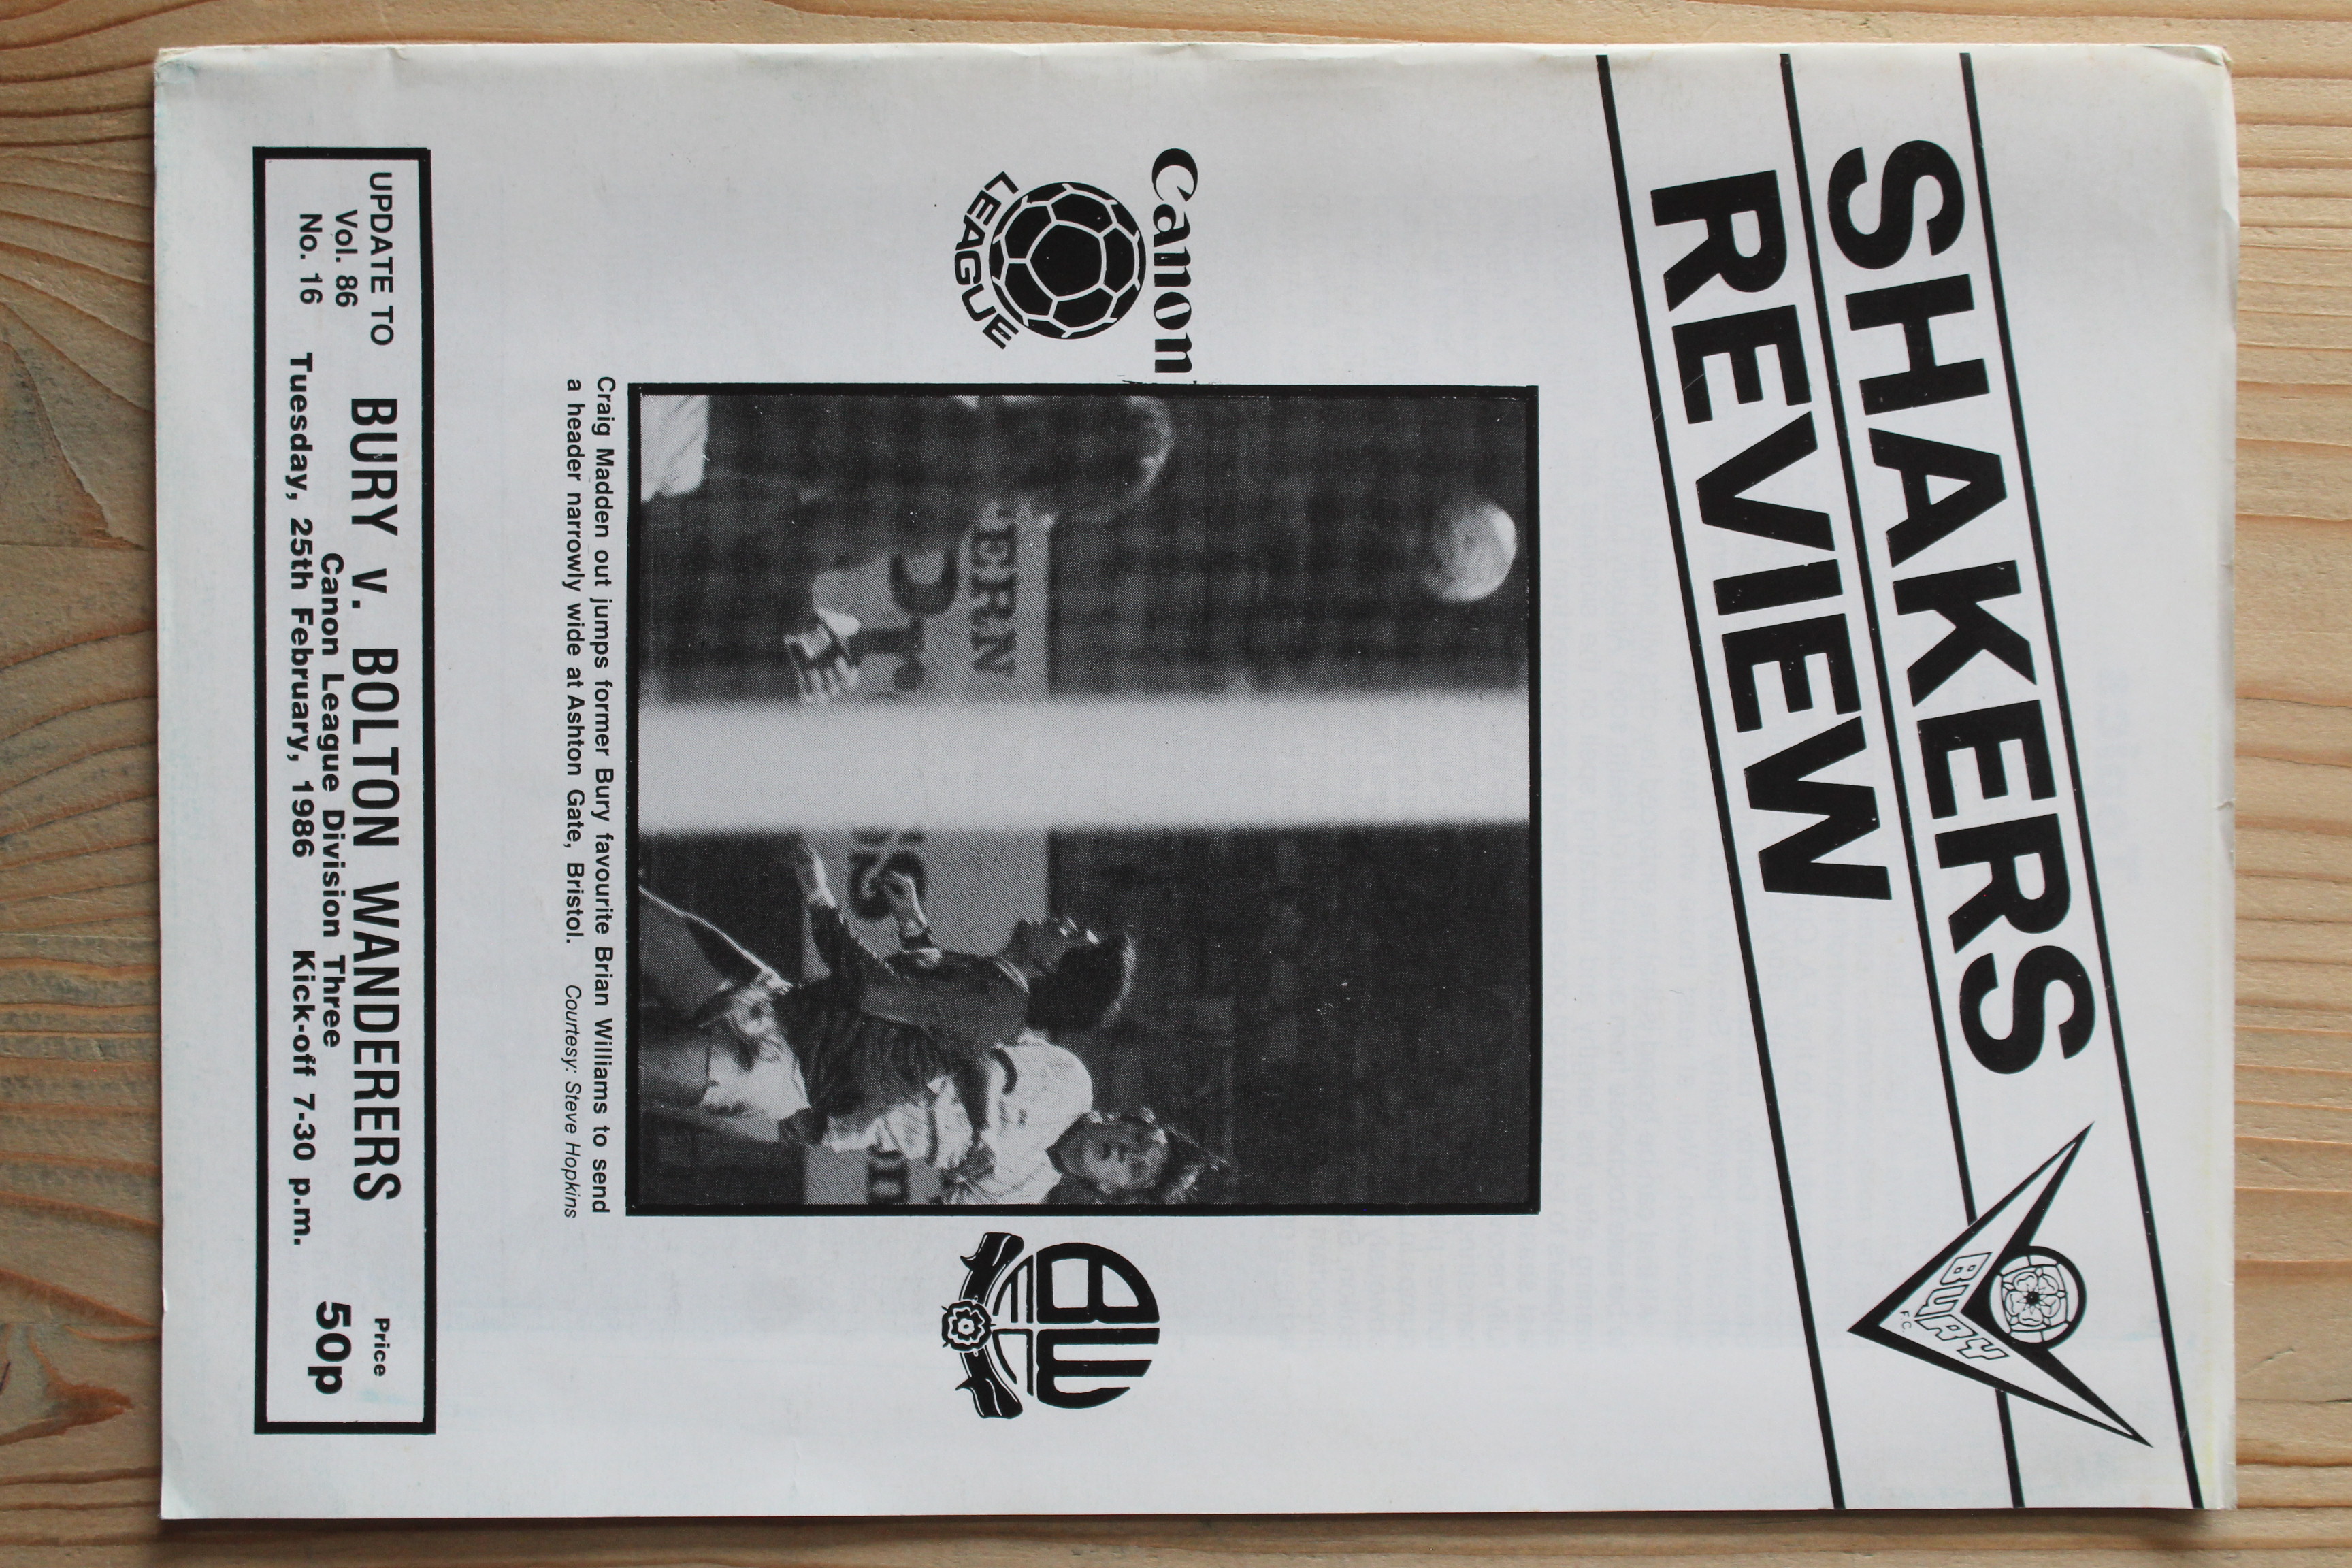 SHAKERS
REVIEW
BURY
F C
Canon
LEAGUE
ERN
BW
Craig Madden out jumps former Bury favourite Brian Williams to send
a header narrowly wide at Ashton Gate, Bristol. Courtesy: Steve Hopkins
UPDATE TO
Vol. 86
No. 16
BURY v. BOLTON WANDERERS
Canon League Division Three
Tuesday, 25th February, 1986 Kick-off 7-30 p.m.
Price
50p